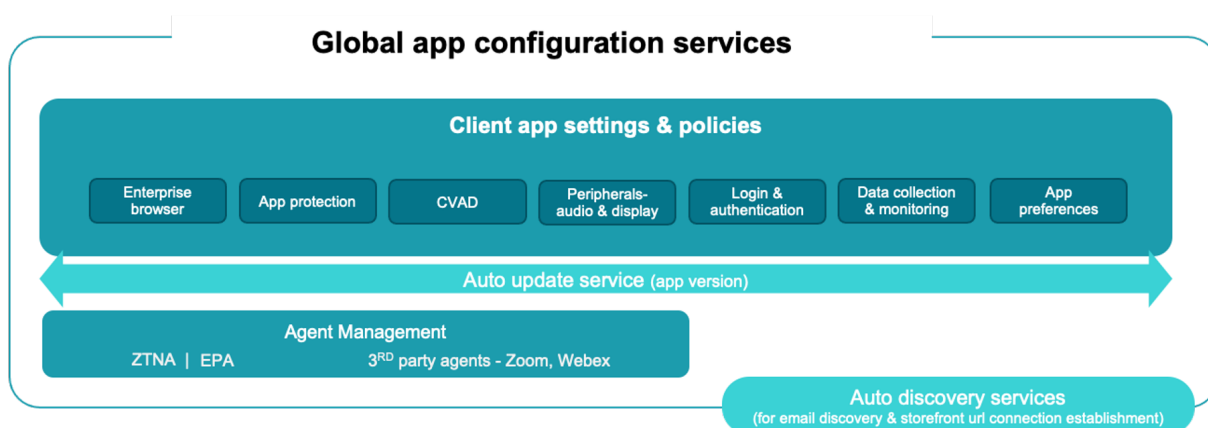 Global app configuration services
Client app settings & policies
Enterprise
browser
App protection
CVAD
Peripherals-
audio & display
Login &
authentication
Data collection
& monitoring
App
preferences
Auto update service (app version)
Agent Management
ZTNA | EPA
3RD party agents - Zoom, Webex
Auto discovery services
(for email discovery & storefront url connection establishment)